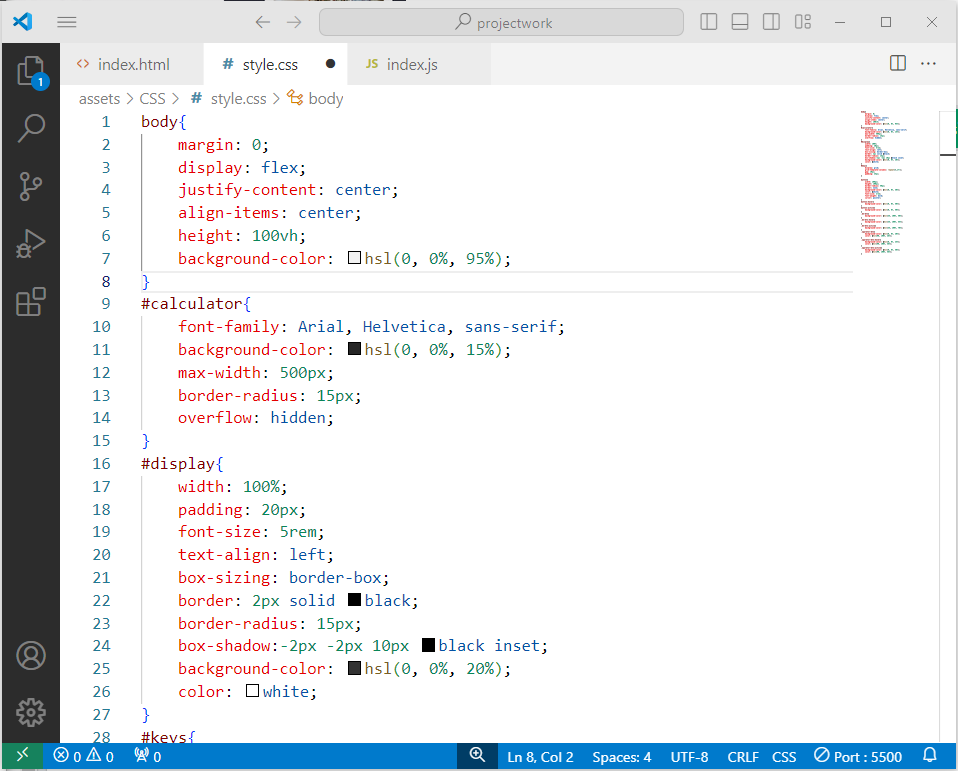 projectwork
index.html
style.css
JS index.js
1
assets > CSS > # style.css > body
1 body{
2 margin: 0;
3 display: flex;
4 justify-content: center;
5 align-items: center;
6 height: 100vh;
7 background-color: hsl(0, 0%, 95%);
8 }
9 #calculator{
10 font-family: Arial, Helvetica, sans-serif;
11 background-color: hsl(0, 0%, 15%);
12 max-width: 500px;
13 border-radius: 15px;
14 overflow: hidden;
15 }
16 #display{
17 width: 100%;
18 padding: 20px;
19 font-size: 5rem;
20 text-align: left;
21 box-sizing: border-box;
22 border: 2px solid black;
23 border-radius: 15px;
24 box-shadow:-2px -2px 10px black inset;
25 background-color: hsl(0, 0%, 20%);
26 color: white;
27 }
28 #keys{
0 0 0 Ln 8, Col 2 Spaces: 4 UTF-8 CRLF CSS Port : 5500